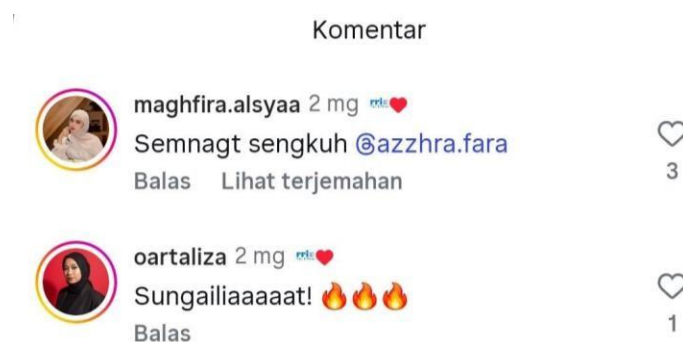 Komentar
maghfira.alsyaa 2 mg ❤
Semnagt sengkuh @azzhra.fara
Balas Lihat terjemahan
3
oartaliza 2 mg ❤
Sungailiaaaaat! 🔥🔥🔥
Balas
1